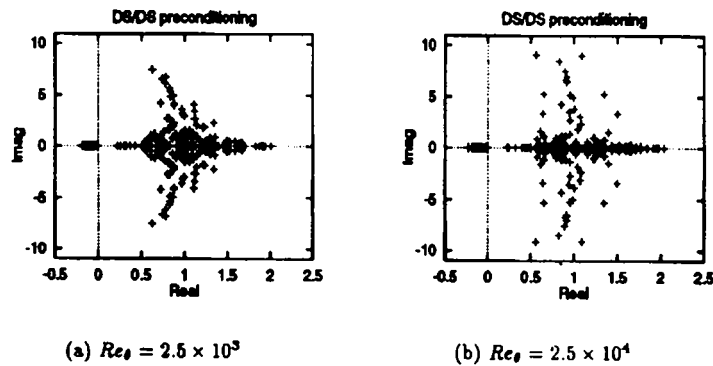 DS/DS preconditioning
DS/DS preconditioning
10
5
0
-5
-10
Imag
-0.5 0 0.5 1 1.5 2 2.5
Real
10
5
0
-5
-10
Imag
-0.5 0 0.5 1 1.5 2 2.5
Real
(a) Re_θ = 2.5 × 10³
(b) Re_θ = 2.5 × 10⁴